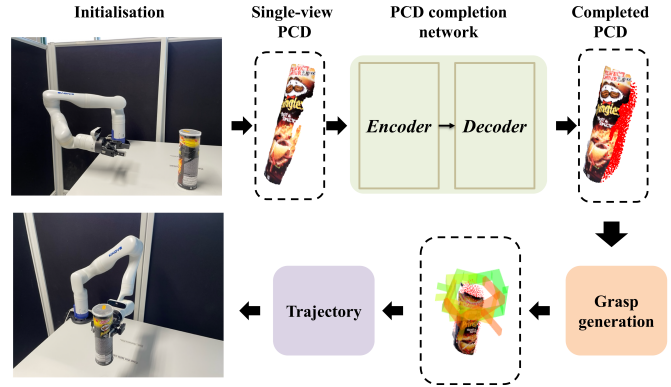 Initialisation
Single-view
PCD
PCD completion
network
Completed
PCD
Encoder
Decoder
Trajectory
Grasp
generation